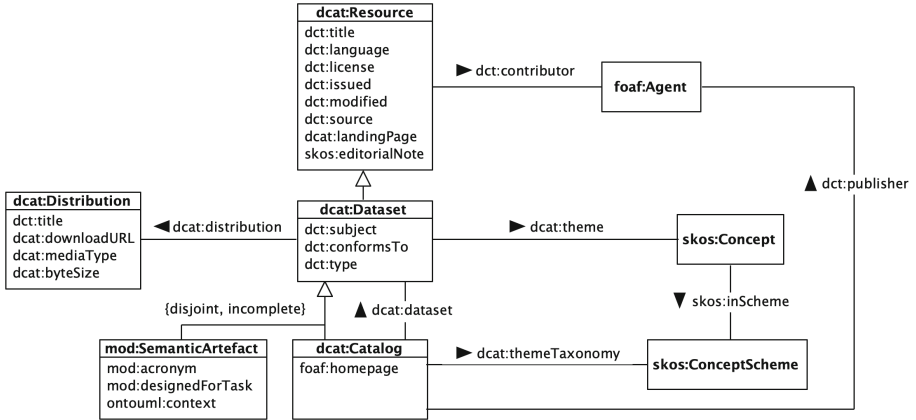 dcat:Resource
dct:title
dct:language
dct:license
dct:issued
dct:modified
dct:source
dcat:landingPage
skos:editorialNote
dct:contributor
foaf:Agent
dct:publisher
dcat:Distribution
dct:title
dcat:downloadURL
dcat:mediaType
dcat:byteSize
dcat:distribution
dcat:Dataset
dct:subject
dct:conformsTo
dct:type
dcat:theme
skos:Concept
skos:inScheme
{disjoint, incomplete}
dcat:dataset
mod:SemanticArtefact
mod:acronym
mod:designedForTask
ontouml:context
dcat:Catalog
foaf:homepage
dcat:themeTaxonomy
skos:ConceptScheme